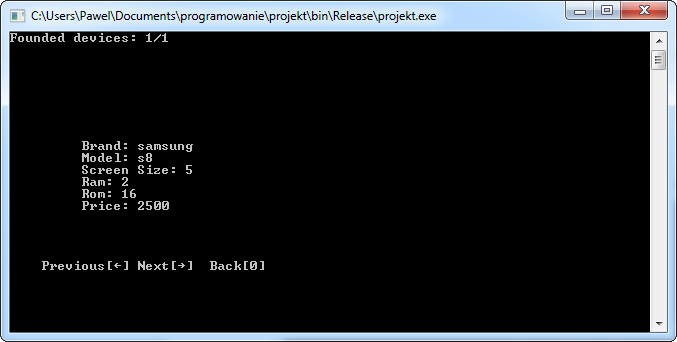 C:\Users\Pawel\Documents\programowanie\projekt\bin\Release\projekt.exe
Founded devices: 1/1
Brand: samsung
Model: s8
Screen Size: 5
Ram: 2
Rom: 16
Price: 2500
Previous[←] Next[→]  Back[0]